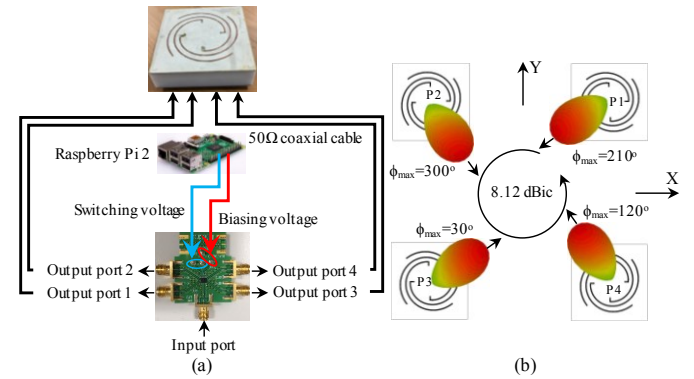 Raspberry Pi 2
50Ω coaxial cable
Switching voltage
Biasing voltage
Output port 2
Output port 4
Output port 1
Output port 3
Input port
(a)
P2
Y
P1
ϕmax=300°
ϕmax=210°
8.12 dBic
X
ϕmax=30°
ϕmax=120°
P3
P4
(b)